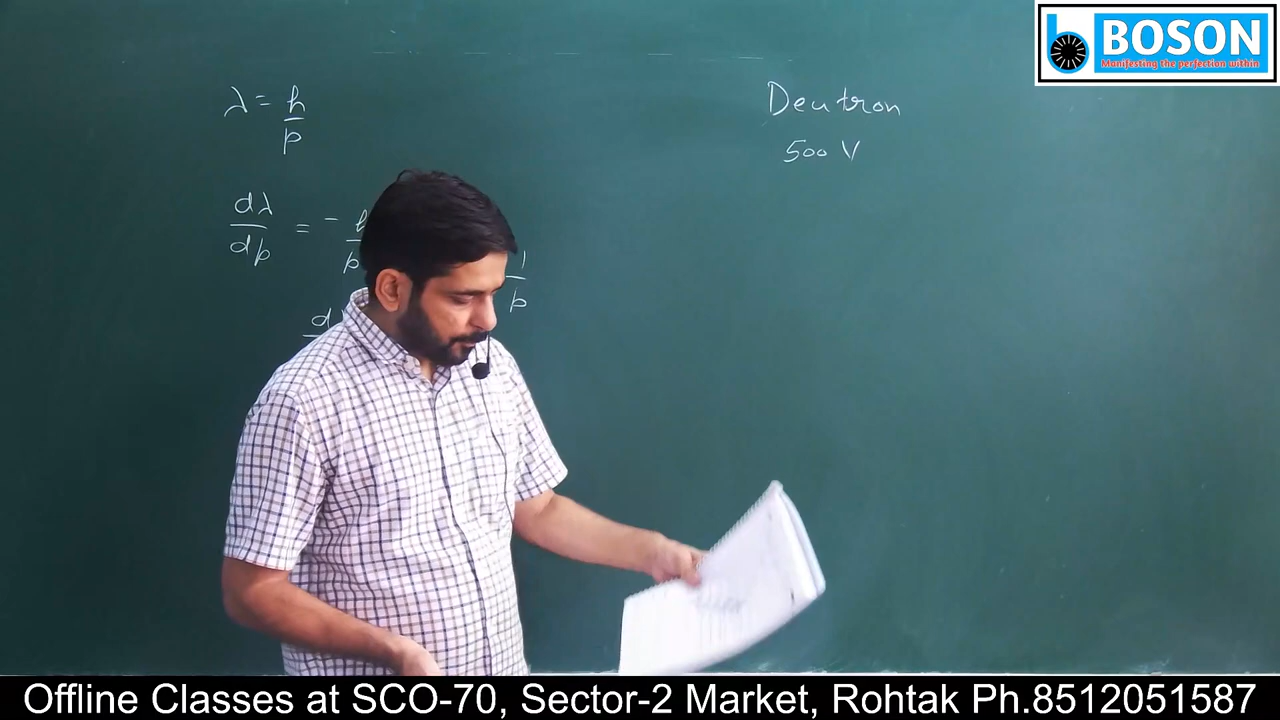 BOSON
Manifesting the perfection within
λ = h
p
Deutron
500 V
dλ
dp
= -
p
1
p
d
Offline Classes at SCO-70, Sector-2 Market, Rohtak Ph.8512051587